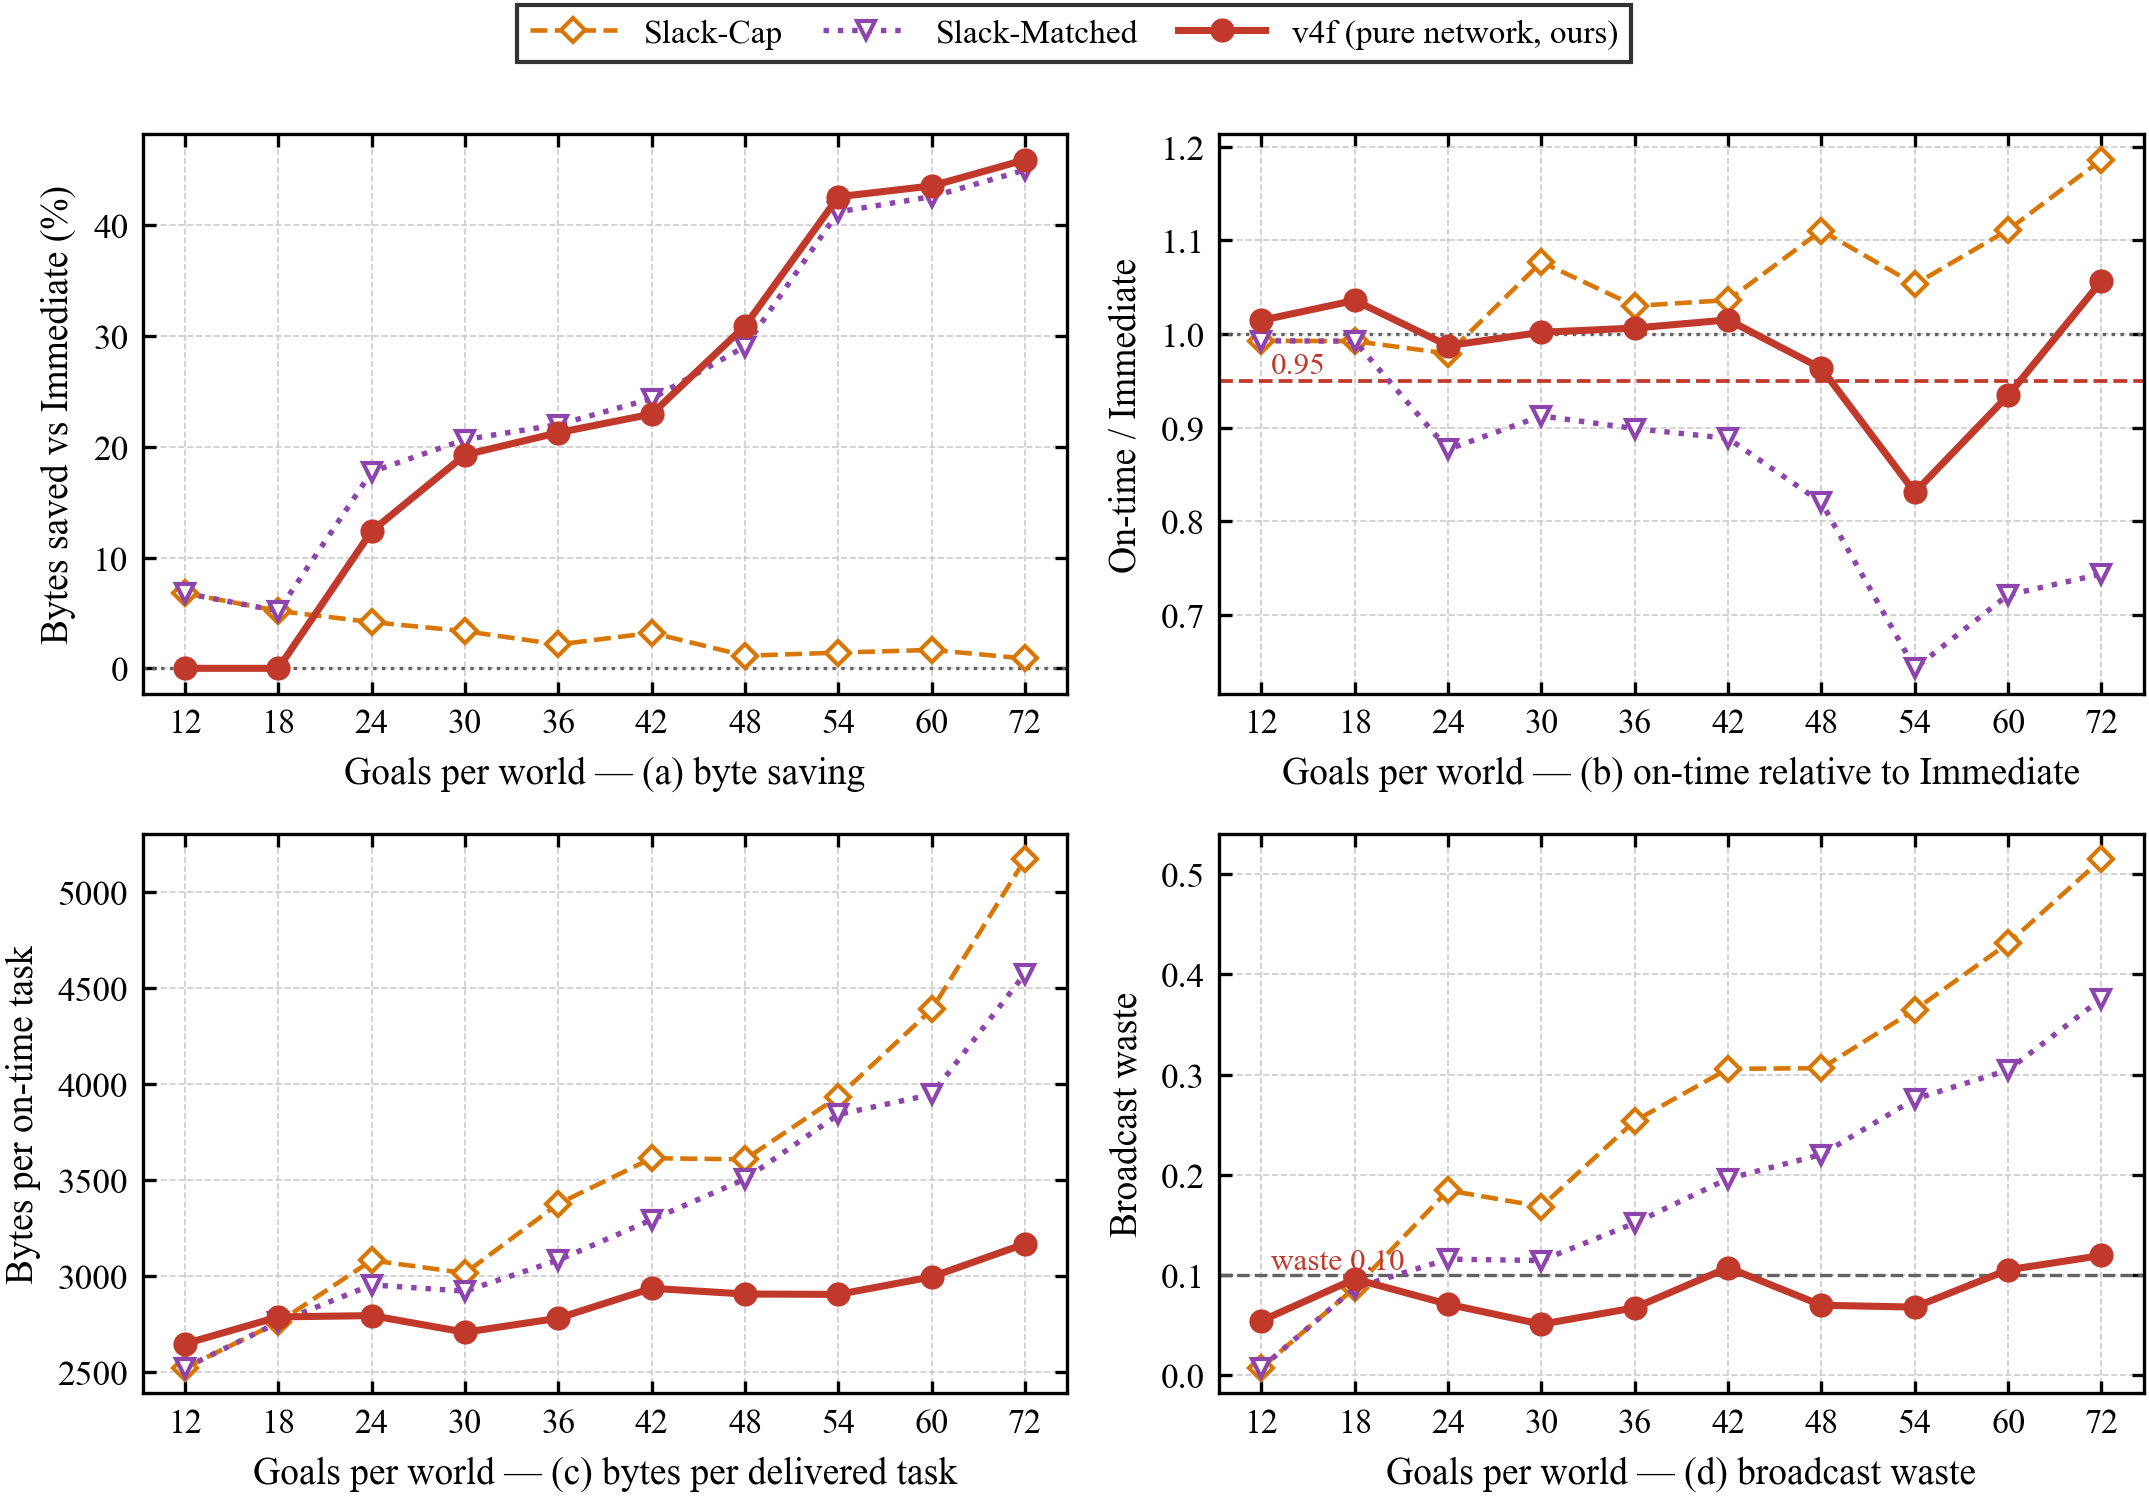 Slack-Cap Slack-Matched v4f (pure network, ours)
Bytes saved vs Immediate (%)
40
30
20
10
0
12 18 24 30 36 42 48 54 60 72
Goals per world — (a) byte saving
On-time / Immediate
1.2
1.1
1.0
0.95
0.9
0.8
0.7
12 18 24 30 36 42 48 54 60 72
Goals per world — (b) on-time relative to Immediate
Bytes per on-time task
5000
4500
4000
3500
3000
2500
12 18 24 30 36 42 48 54 60 72
Goals per world — (c) bytes per delivered task
Broadcast waste
0.5
0.4
0.3
0.2
waste 0.10
0.1
0.0
12 18 24 30 36 42 48 54 60 72
Goals per world — (d) broadcast waste